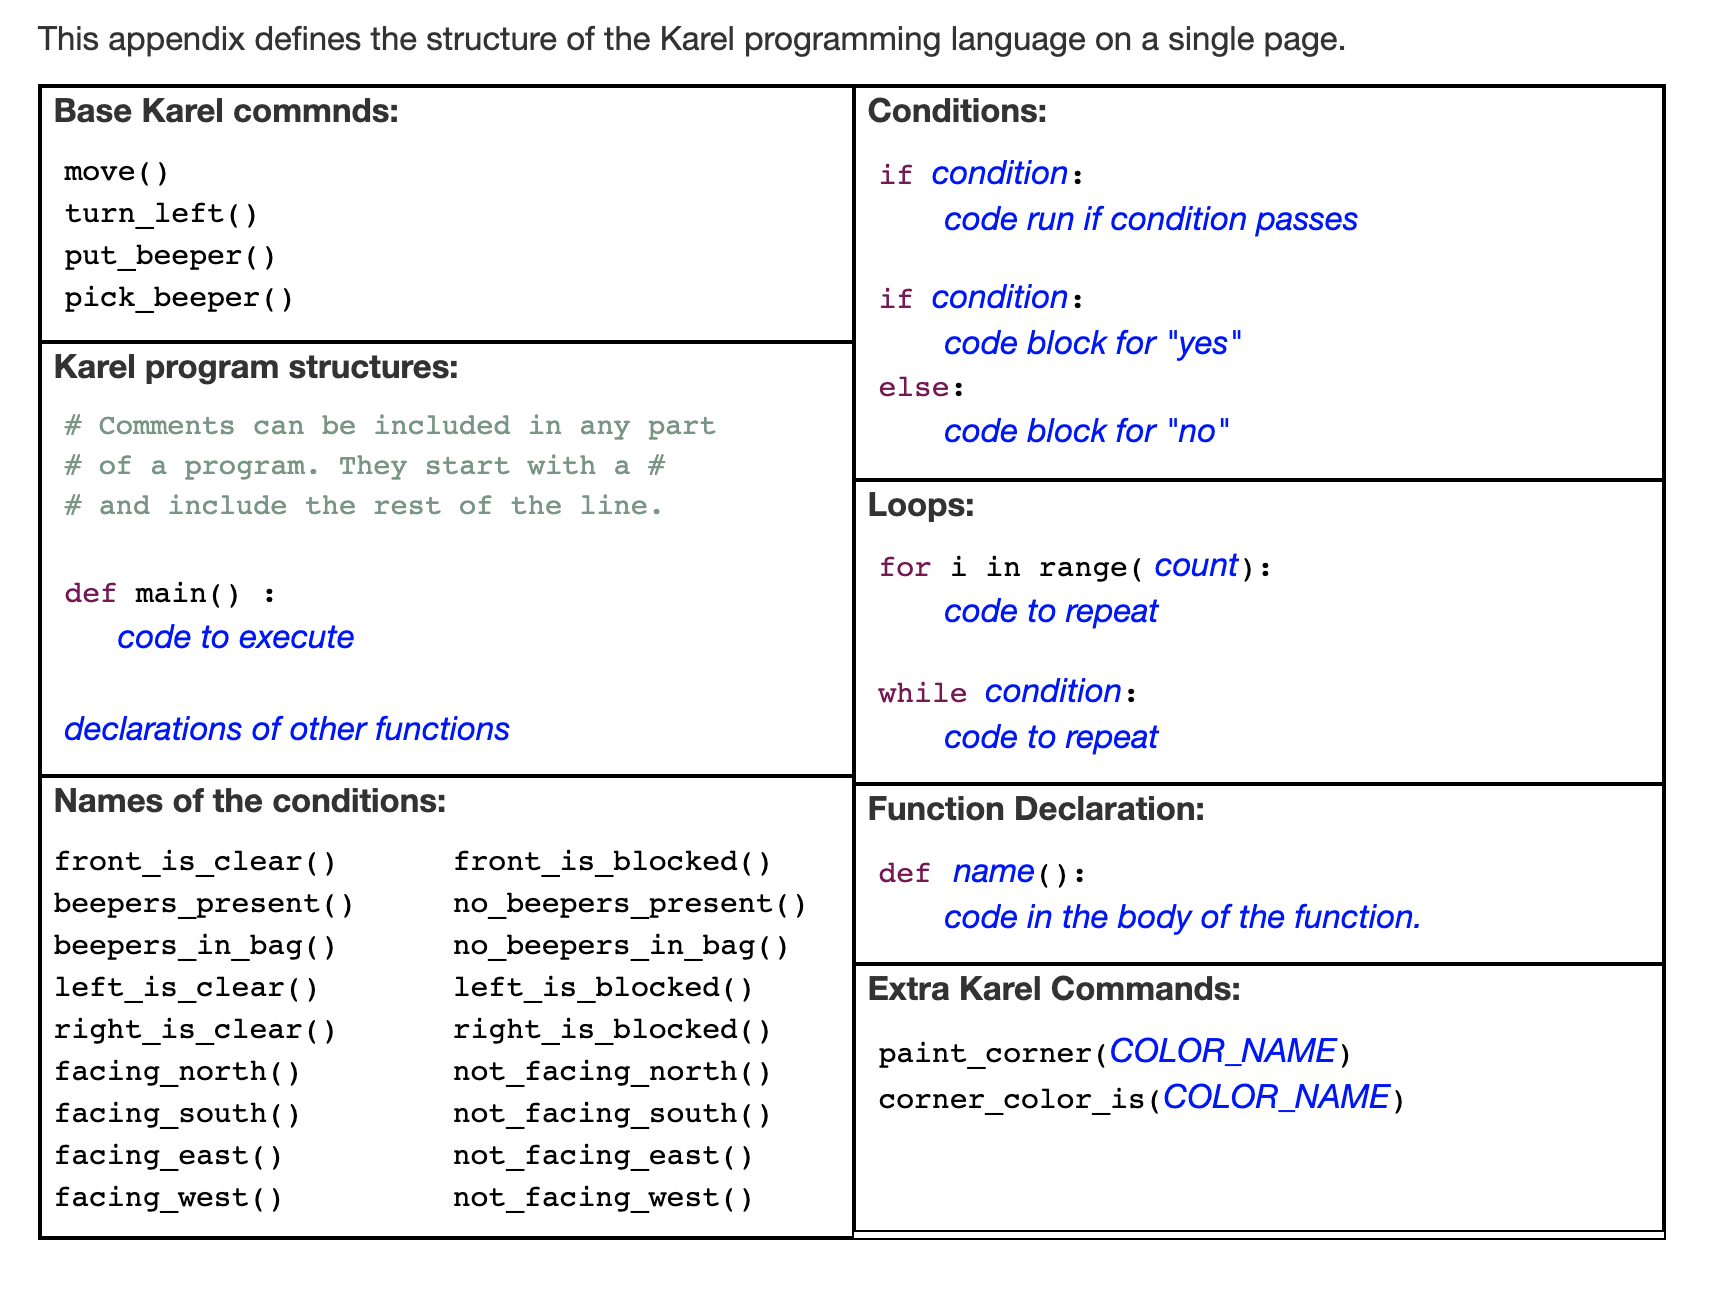 This appendix defines the structure of the Karel programming language on a single page.
Base Karel commnds:
move()
turn_left()
put_beeper()
pick_beeper()
Karel program structures:
# Comments can be included in any part
# of a program. They start with a #
# and include the rest of the line.
def main() :
code to execute
declarations of other functions
Names of the conditions:
front_is_clear() front_is_blocked()
beepers_present() no_beepers_present()
beepers_in_bag() no_beepers_in_bag()
left_is_clear() left_is_blocked()
right_is_clear() right_is_blocked()
facing_north() not_facing_north()
facing_south() not_facing_south()
facing_east() not_facing_east()
facing_west() not_facing_west()
Conditions:
if condition:
code run if condition passes
if condition:
code block for "yes"
else:
code block for "no"
Loops:
for i in range( count):
code to repeat
while condition:
code to repeat
Function Declaration:
def name():
code in the body of the function.
Extra Karel Commands:
paint_corner(COLOR_NAME)
corner_color_is(COLOR_NAME)